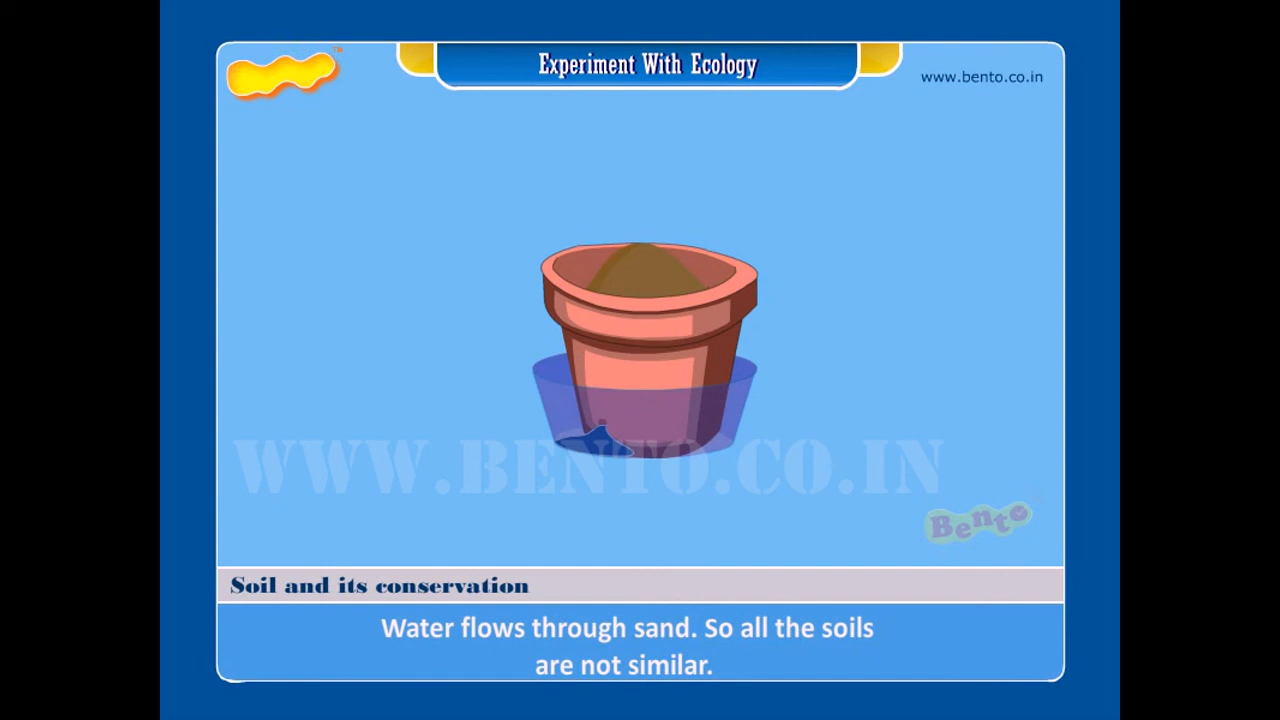 Experiment With Ecology
www.bento.co.in
WWW.BENTO.CO.IN
Bento
Soil and its conservation
Water flows through sand. So all the soils
are not similar.